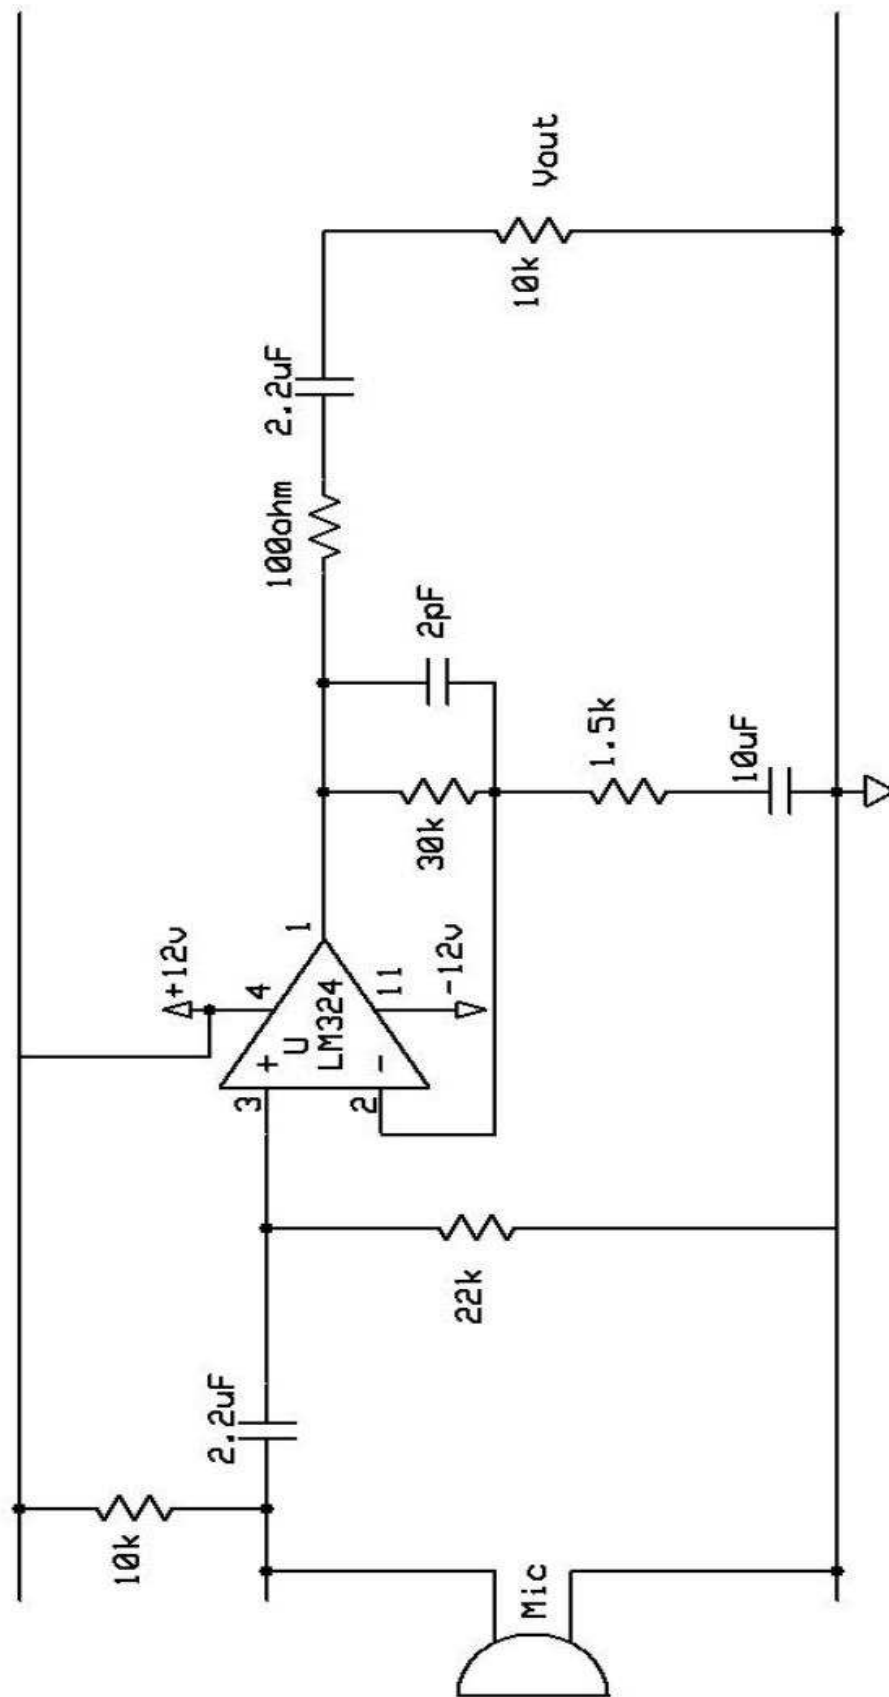 10k
2.2uF
Mic
22k
+12v
3
4
+
U
LM324
-
2
11
-12v
1
30k
2pF
1.5k
10uF
100ohm
2.2uF
10k
Vout